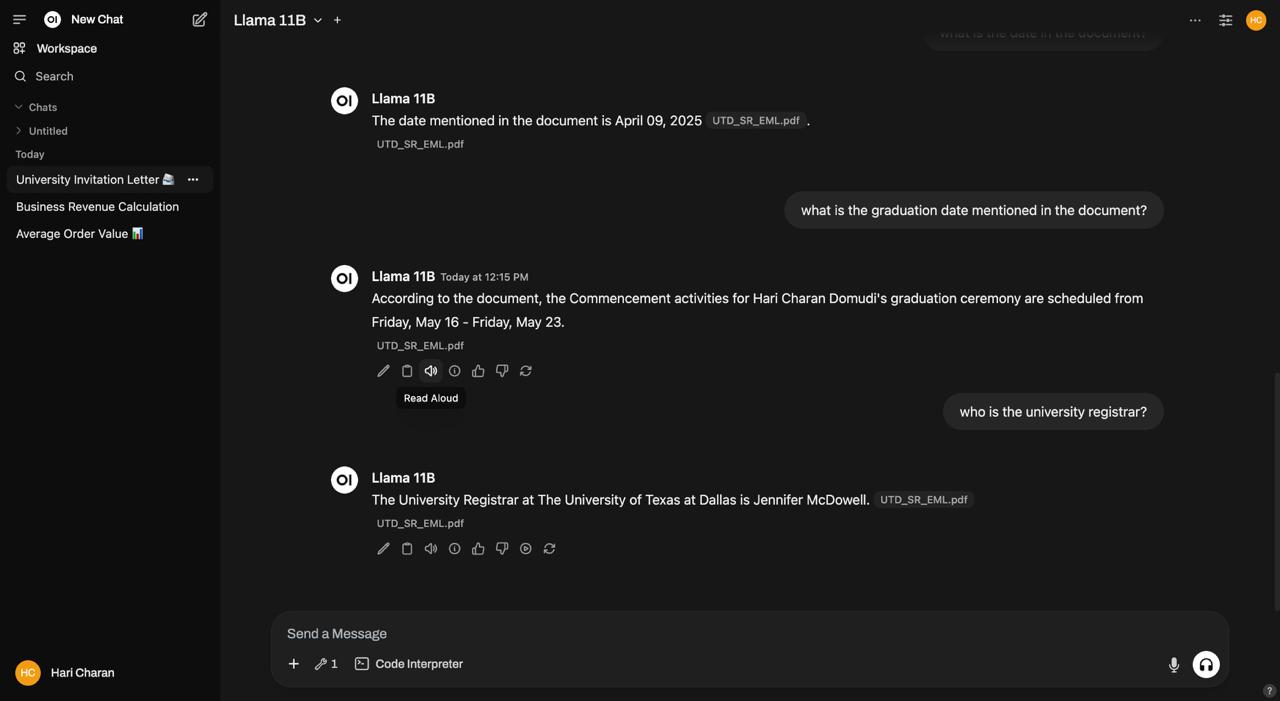 OI New Chat
Workspace
Search
Chats
Untitled
Today
University Invitation Letter
Business Revenue Calculation
Average Order Value
HC Hari Charan
Llama 11B
HC
what is the date in the document?
OI Llama 11B
The date mentioned in the document is April 09, 2025 UTD_SR_EML.pdf .
UTD_SR_EML.pdf
what is the graduation date mentioned in the document?
OI Llama 11B Today at 12:15 PM
According to the document, the Commencement activities for Hari Charan Domudi's graduation ceremony are scheduled from
Friday, May 16 - Friday, May 23.
UTD_SR_EML.pdf
Read Aloud
who is the university registrar?
OI Llama 11B
The University Registrar at The University of Texas at Dallas is Jennifer McDowell. UTD_SR_EML.pdf
UTD_SR_EML.pdf
Send a Message
1 Code Interpreter
?